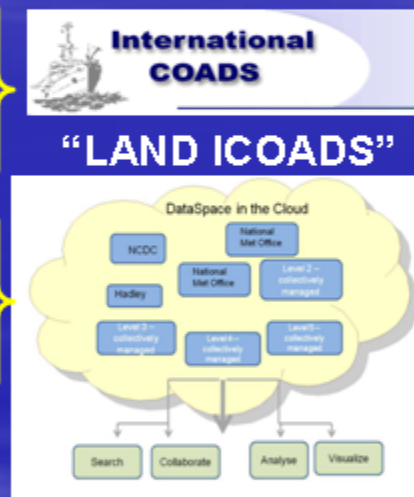 International
COADS
“LAND ICOADS”
DataSpace in the Cloud
National
Met Office
NCDC
National
Met Office
Level 2 –
collectively
managed
Hadley
Level 3 –
collectively
managed
Level 4 –
collectively
managed
Level 5 –
collectively
managed
Search
Collaborate
Analyse
Visualize